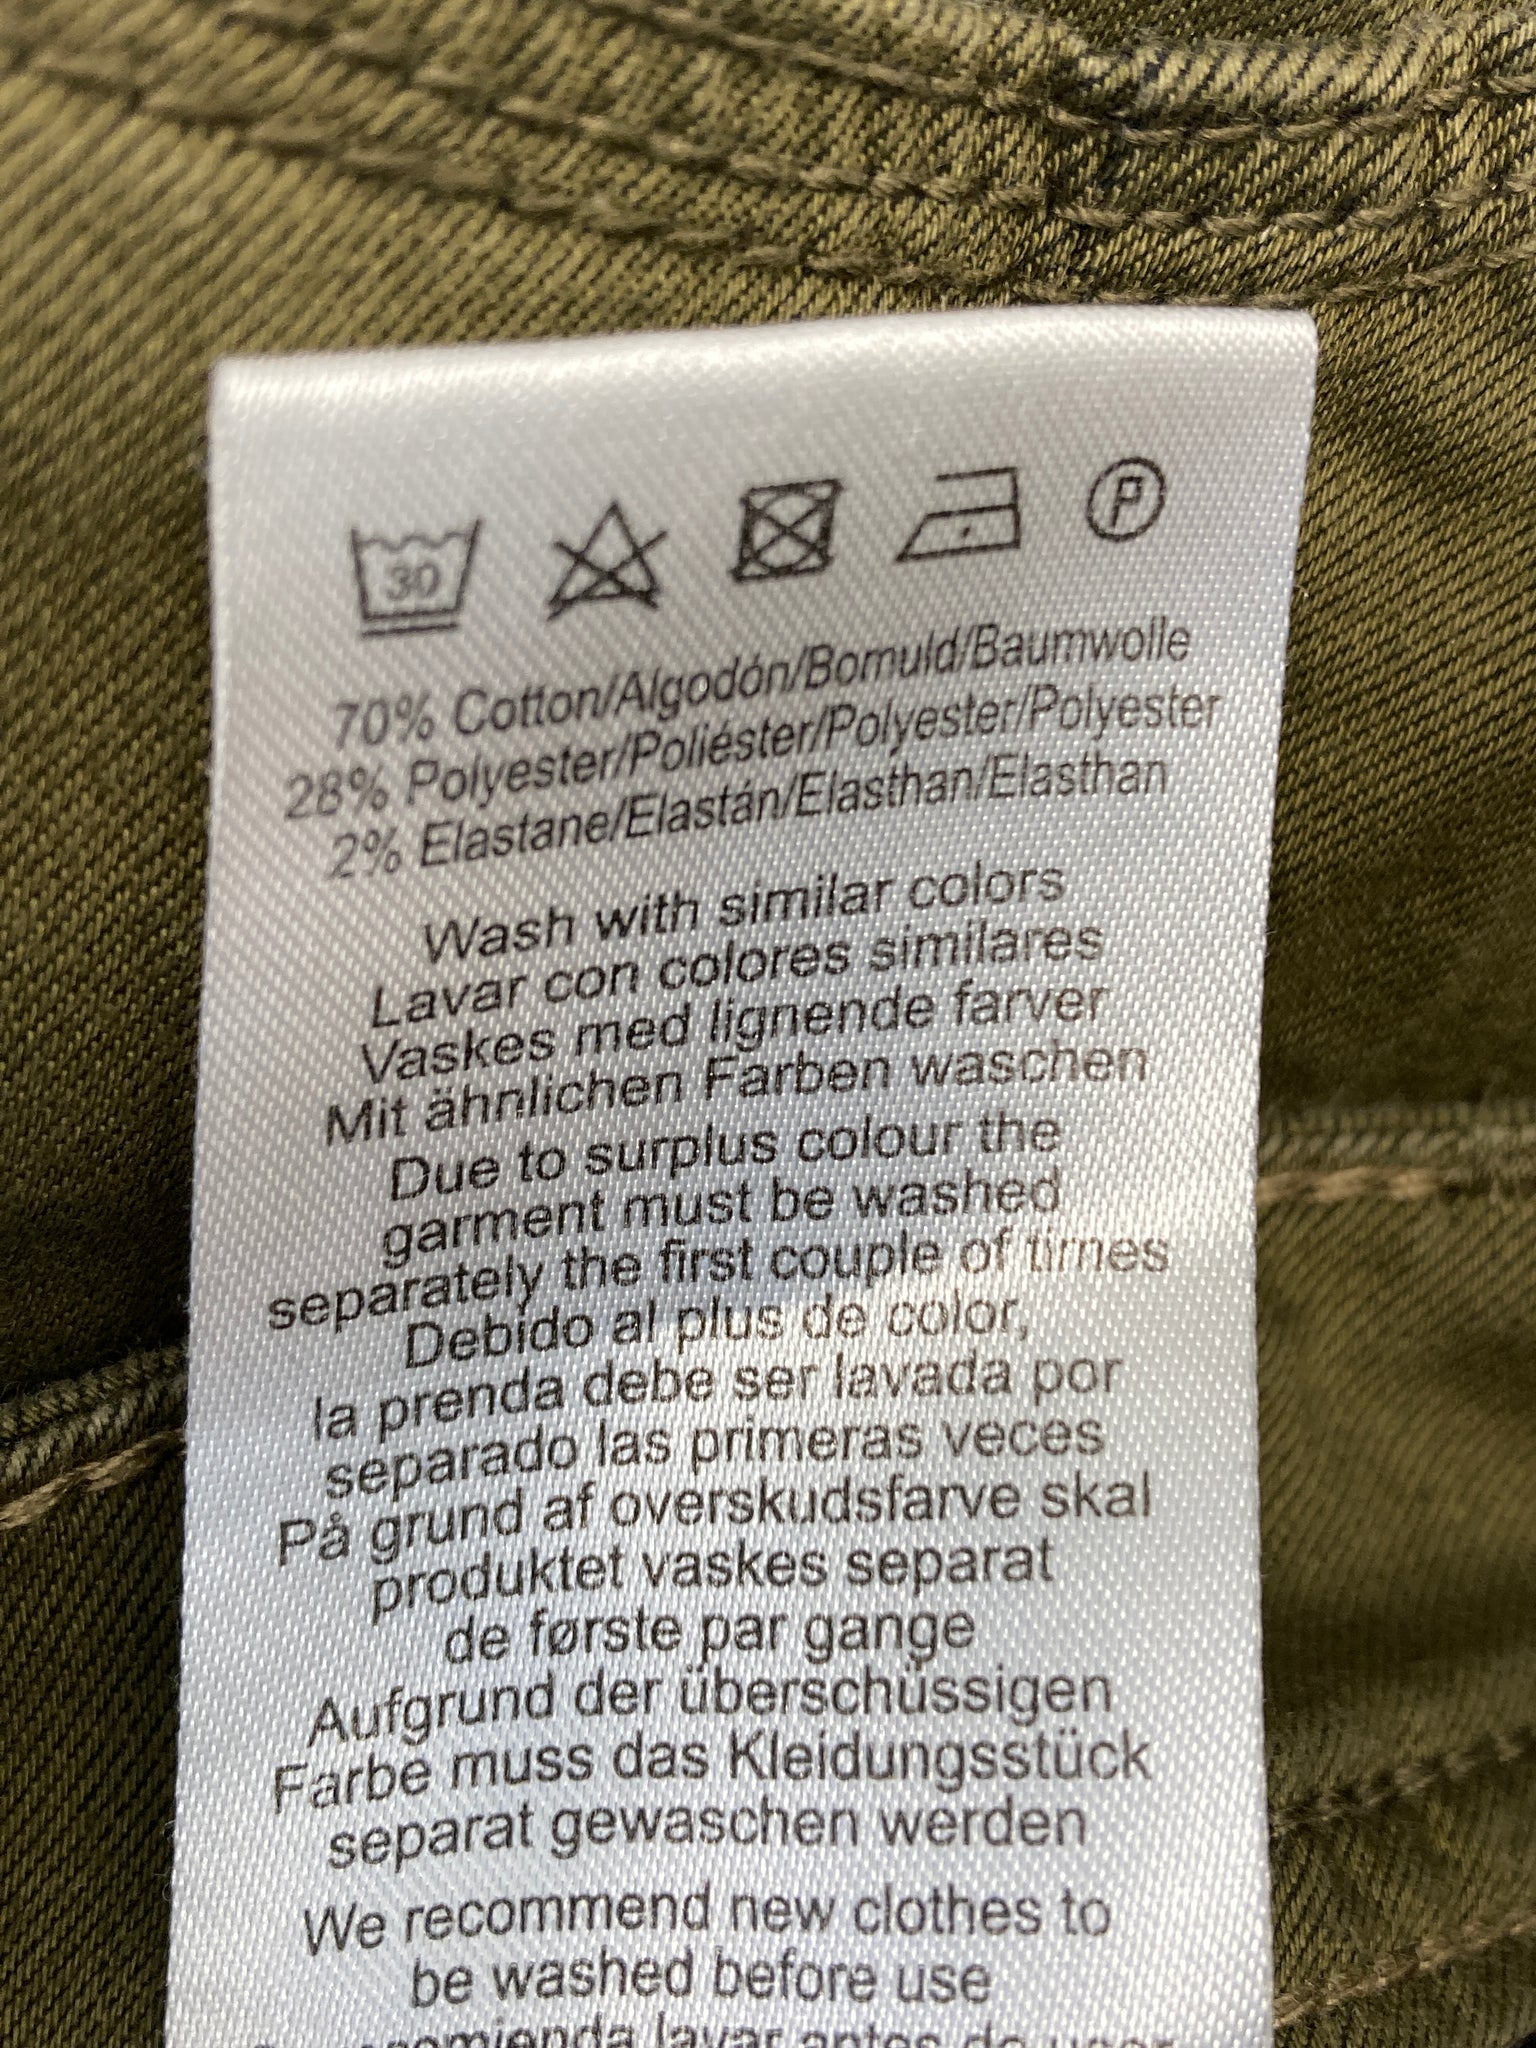 30
P
70% Cotton/Algodón/Bomuld/Baumwolle
28% Polyester/Poliéster/Polyester/Polyester
2% Elastane/Elastán/Elasthan/Elasthan
Wash with similar colors
Lavar con colores similares
Vaskes med lignende farver
Mit ähnlichen Farben waschen
Due to surplus colour the
garment must be washed
separately the first couple of times
Debido al plus de color,
la prenda debe ser lavada por
separado las primeras veces
På grund af overskudsfarve skal
produktet vaskes separat
de første par gange
Aufgrund der überschüssigen
Farbe muss das Kleidungsstück
separat gewaschen werden
We recommend new clothes to
be washed before use
lavar antes de usar